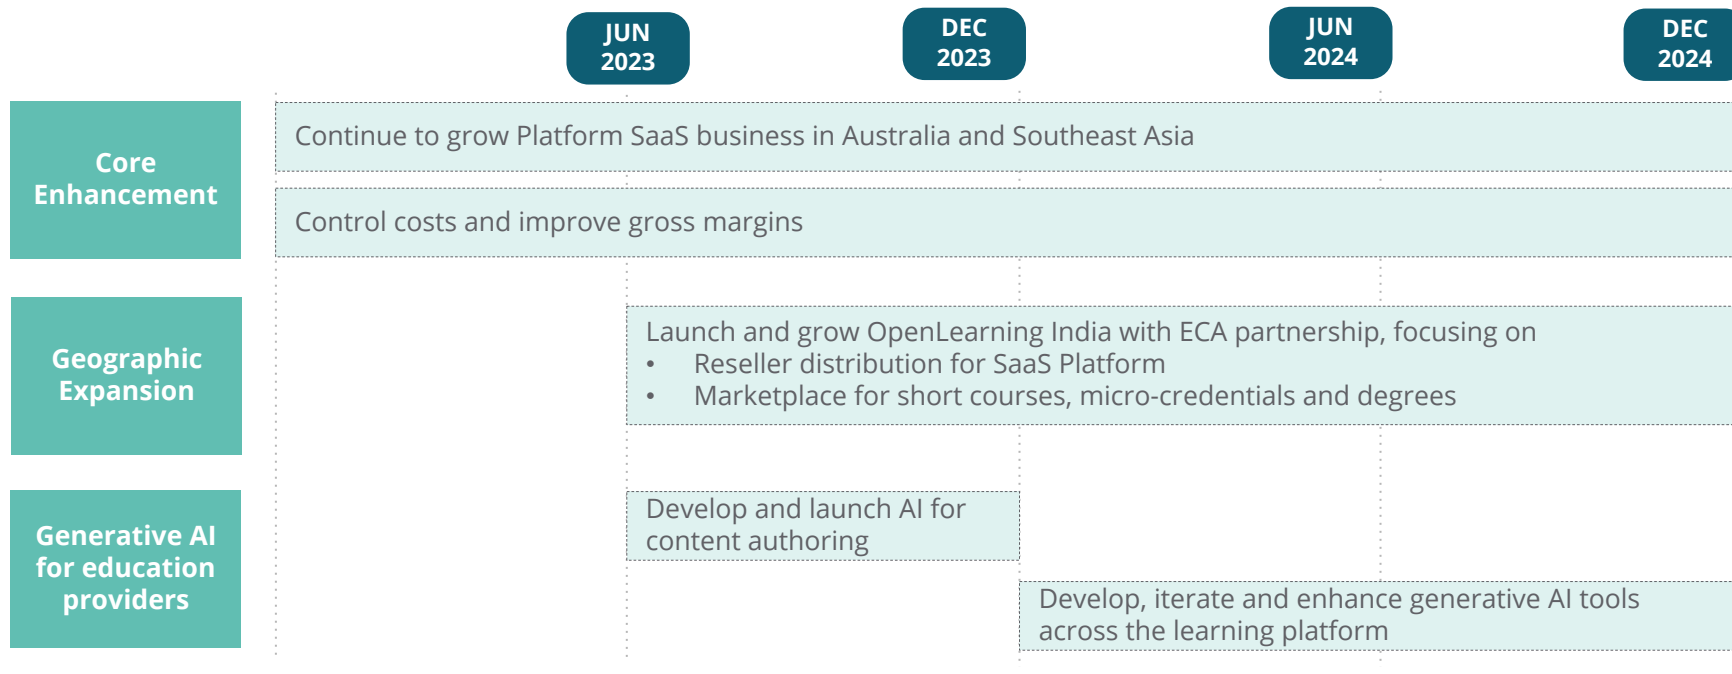 JUN
2023
DEC
2023
JUN
2024
DEC
2024
Core
Enhancement
Continue to grow Platform SaaS business in Australia and Southeast Asia
Control costs and improve gross margins
Geographic
Expansion
Launch and grow OpenLearning India with ECA partnership, focusing on
• Reseller distribution for SaaS Platform
• Marketplace for short courses, micro-credentials and degrees
Generative AI
for education
providers
Develop and launch AI for
content authoring
Develop, iterate and enhance generative AI tools
across the learning platform